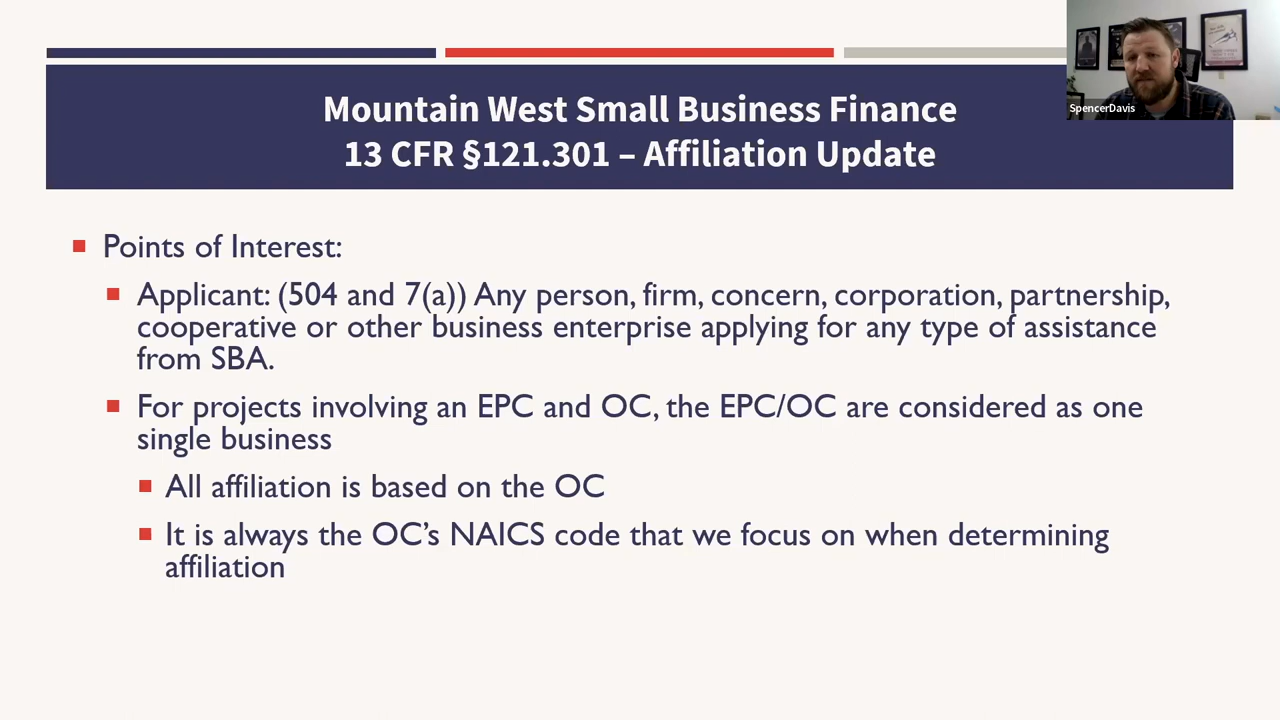 Mountain West Small Business Finance
13 CFR §121.301 – Affiliation Update
SpencerDavis
Points of Interest:
Applicant: (504 and 7(a)) Any person, firm, concern, corporation, partnership,
cooperative or other business enterprise applying for any type of assistance
from SBA.
For projects involving an EPC and OC, the EPC/OC are considered as one
single business
All affiliation is based on the OC
It is always the OC’s NAICS code that we focus on when determining
affiliation